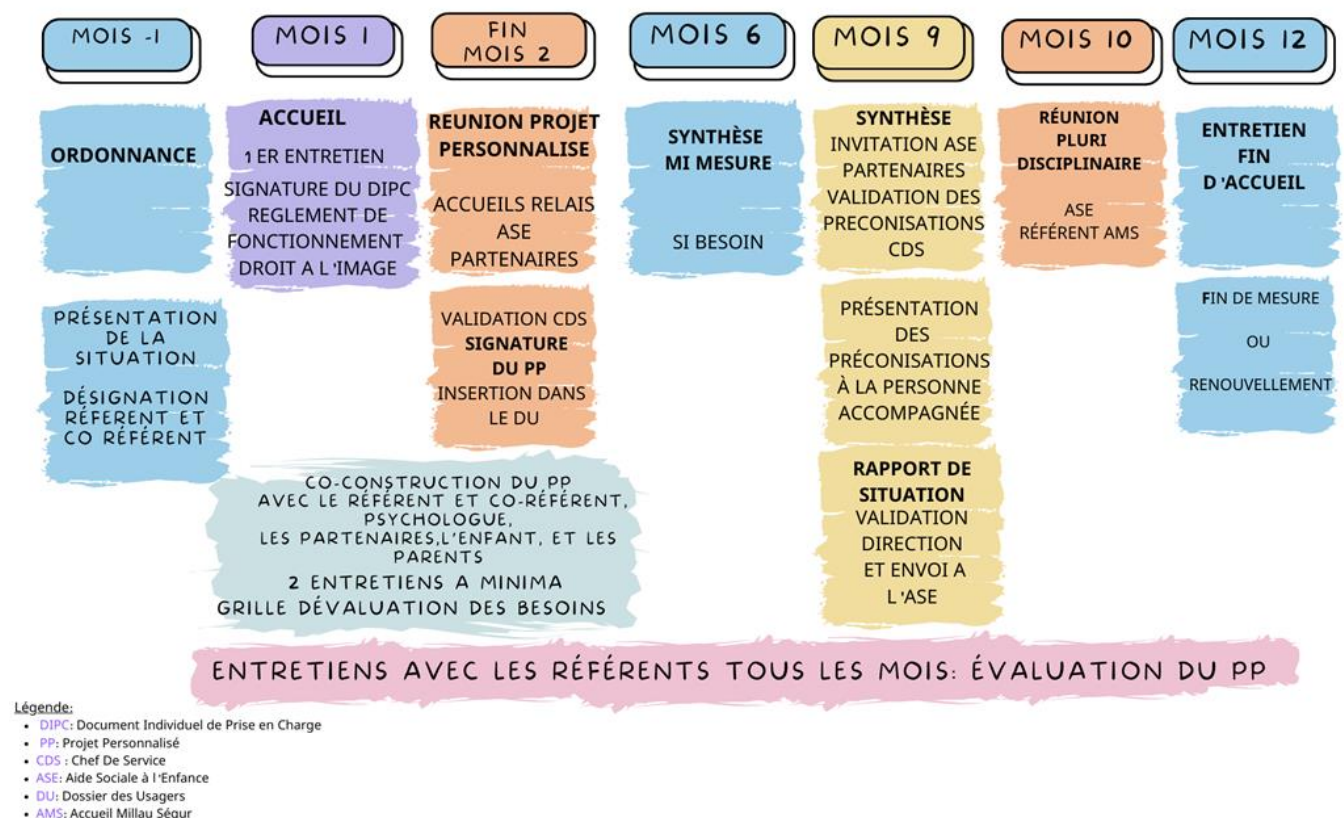 MOIS -1
MOIS 1
FIN
MOIS 2
MOIS 6
MOIS 9
MOIS 10
MOIS 12
ORDONNANCE
PRÉSENTATION
DE LA
SITUATION
DÉSIGNATION
RÉFERENT ET
CO RÉFÉRENT
ACCUEIL
1 ER ENTRETIEN
SIGNATURE DU DIPC
REGLEMENT DE
FONCTIONNEMENT
DROIT A L 'IMAGE
REUNION PROJET
PERSONNALISE
ACCUEILS RELAIS
ASE
PARTENAIRES
VALIDATION CDS
SIGNATURE
DU PP
INSERTION DANS
LE DU
CO-CONSTRUCTION DU PP
AVEC LE RÉFÉRENT ET CO-RÉFÉRENT,
PSYCHOLOGUE,
LES PARTENAIRES,L'ENFANT, ET LES
PARENTS
2 ENTRETIENS A MINIMA
GRILLE DÉVALUATION DES BESOINS
SYNTHÈSE
MI MESURE
SI BESOIN
SYNTHÈSE
INVITATION ASE
PARTENAIRES
VALIDATION DES
PRECONISATIONS
CDS
PRÉSENTATION
DES
PRÉCONISATIONS
À LA PERSONNE
ACCOMPAGNÉE
RAPPORT DE
SITUATION
VALIDATION
DIRECTION
ET ENVOI A
L 'ASE
RÉUNION
PLURI
DISCIPLINAIRE
ASE
RÉFÉRENT AMS
ENTRETIEN
FIN
D 'ACCUEIL
FIN DE MESURE
OU
RENOUVELLEMENT
ENTRETIENS AVEC LES RÉFÉRENTS TOUS LES MOIS: ÉVALUATION DU PP
Légende:
• DIPC: Document Individuel de Prise en Charge
• PP: Projet Personnalisé
• CDS : Chef De Service
• ASE: Aide Sociale à l 'Enfance
• DU: Dossier des Usagers
• AMS: Accueil Millau Ségur